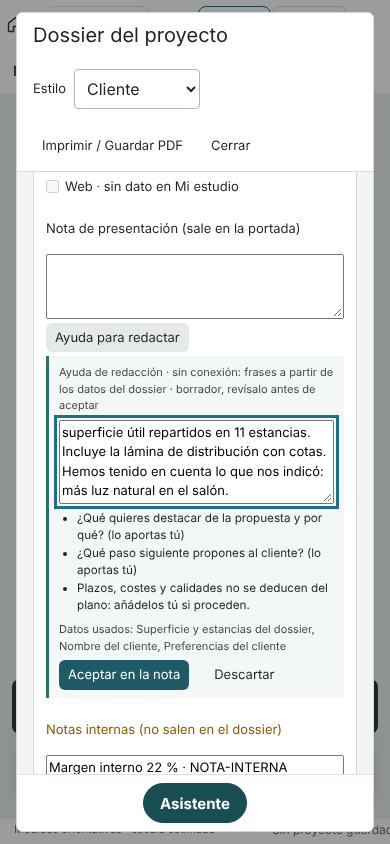 Dossier del proyecto
Estilo
Cliente
Imprimir / Guardar PDF
Cerrar
Web · sin dato en Mi estudio
Nota de presentación (sale en la portada)
Ayuda para redactar
Ayuda de redacción · sin conexión: frases a partir de
los datos del dossier · borrador, revísalo antes de
aceptar
superficie útil repartidos en 11 estancias.
Incluye la lámina de distribución con cotas.
Hemos tenido en cuenta lo que nos indicó:
más luz natural en el salón.
• ¿Qué quieres destacar de la propuesta y por
qué? (lo aportas tú)
• ¿Qué paso siguiente propones al cliente? (lo
aportas tú)
• Plazos, costes y calidades no se deducen del
plano: añádelos tú si proceden.
Datos usados: Superficie y estancias del dossier,
Nombre del cliente, Preferencias del cliente
Aceptar en la nota
Descartar
Notas internas (no salen en el dossier)
Margen interno 22 % · NOTA-INTERNA
Asistente